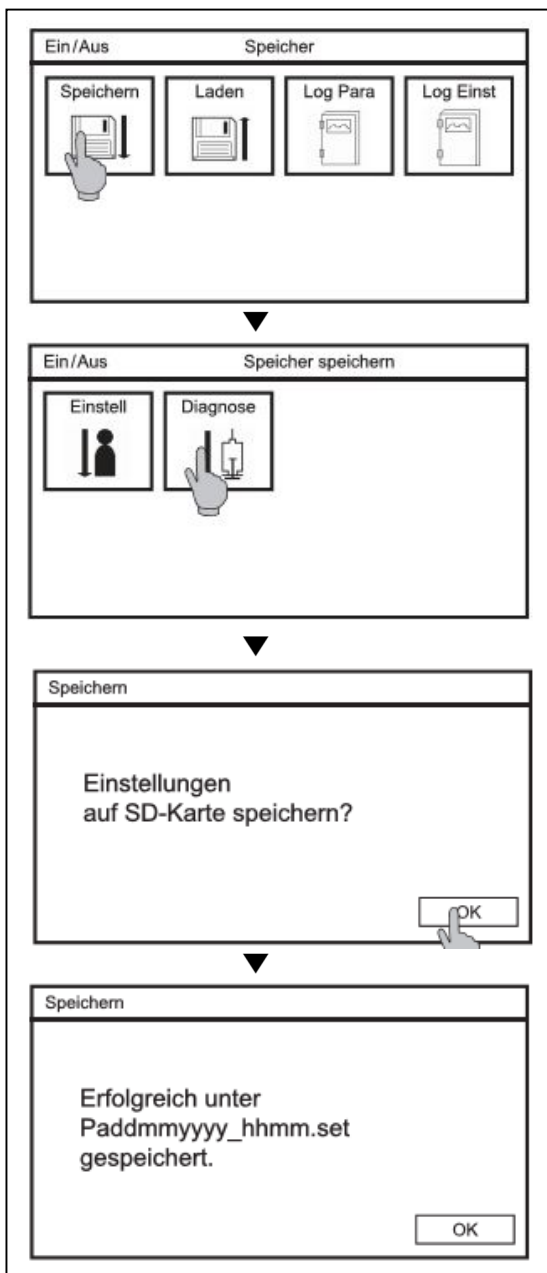 Ein/Aus Speicher
Speichern Laden Log Para Log Einst
Ein/Aus Speicher speichern
Einstell Diagnose
Speichern
Einstellungen
auf SD-Karte speichern?
OK
Speichern
Erfolgreich unter
Paddmmyyyy_hhmm.set
gespeichert.
OK